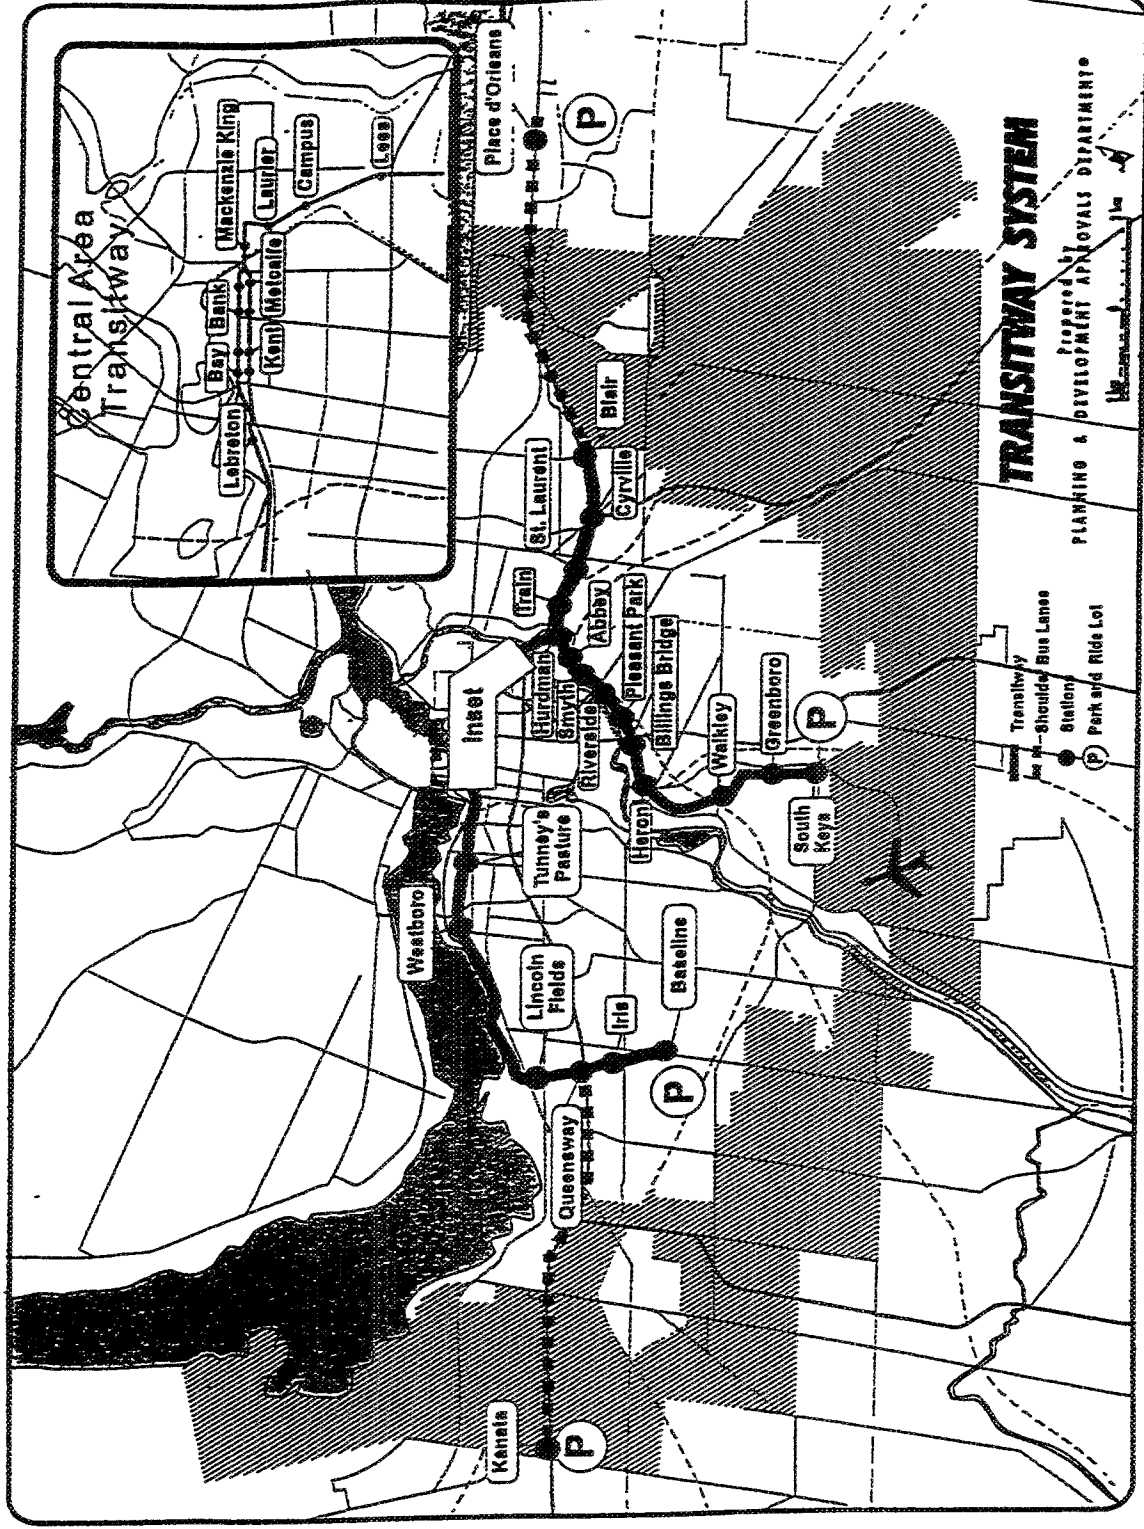 Central Area
Transitway
Mackenzie King
Laurier
Campus
Lees
Bay
Bank
Kent
Metcalfe
Lebreton
Inset
Kanata
Queensway
Westboro
Lincoln
Fields
Iris
Baseline
Tunney's
Pasture
Train
St. Laurent
Cyrville
Blair
Place d'Orleans
Hurdman
Smyth
Riverside
Abbey
Pleasant Park
Billings Bridge
Heron
Walkley
Greenboro
South
Keys
P
P
P
P
Transitway
Shoulder Bus Lanes
Stations
P Park and Ride Lot
TRANSITWAY SYSTEM
Prepared by
PLANNING & DEVELOPMENT APPROVALS DEPARTMENT